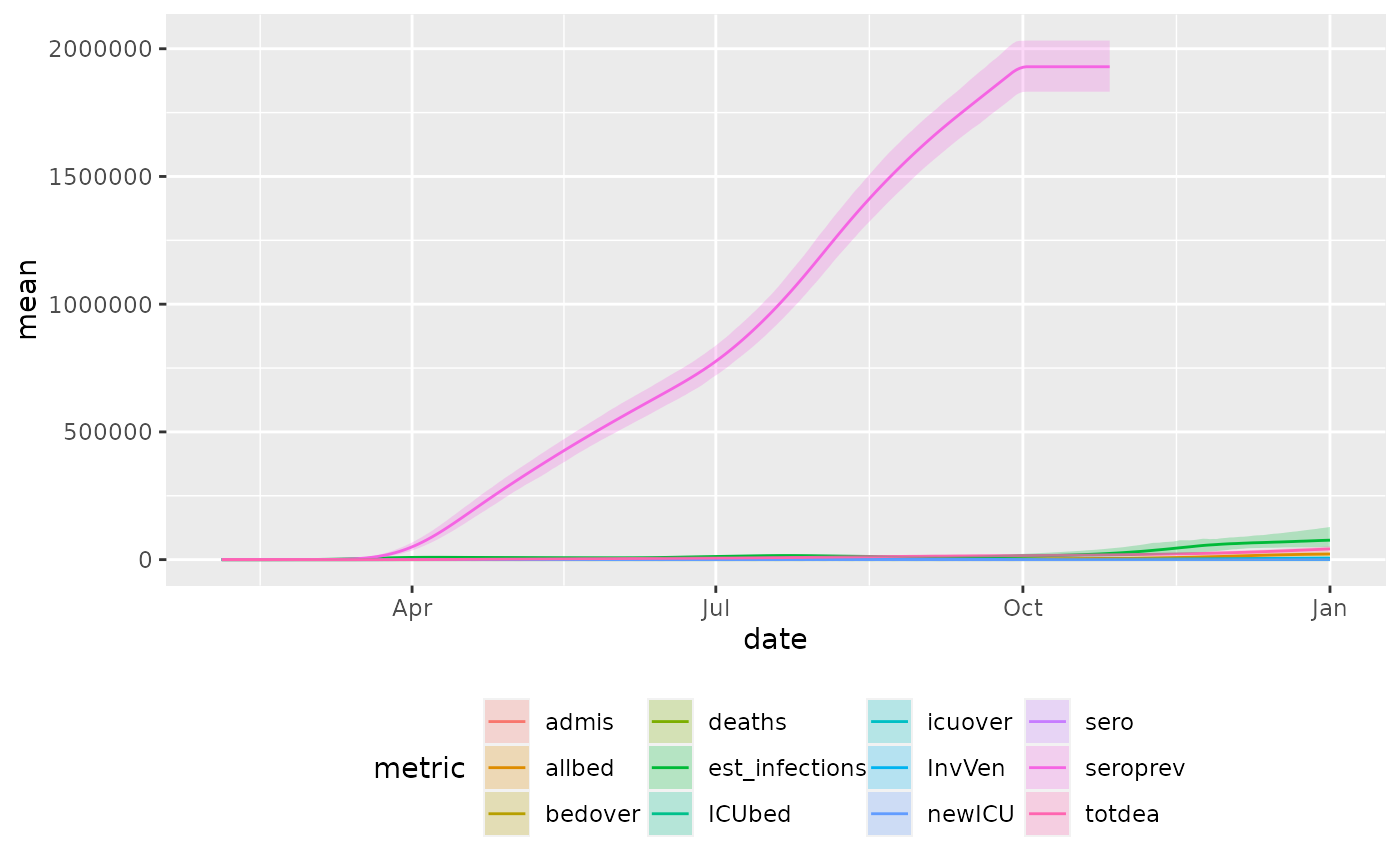 2000000
1500000
1000000
500000
0
mean
Apr Jul Oct Jan
date
metric
admis deaths icuover sero
allbed est_infections InvVen seroprev
bedover ICUbed newICU totdea